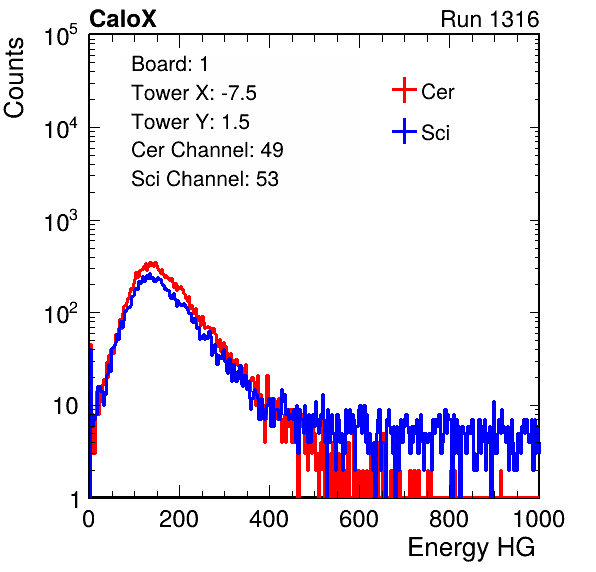 CaloX Run 1316
10^5
10^4
10^3
10^2
10
1
Counts
Board: 1
Tower X: -7.5
Tower Y: 1.5
Cer Channel: 49
Sci Channel: 53
Cer
Sci
0 200 400 600 800 1000
Energy HG